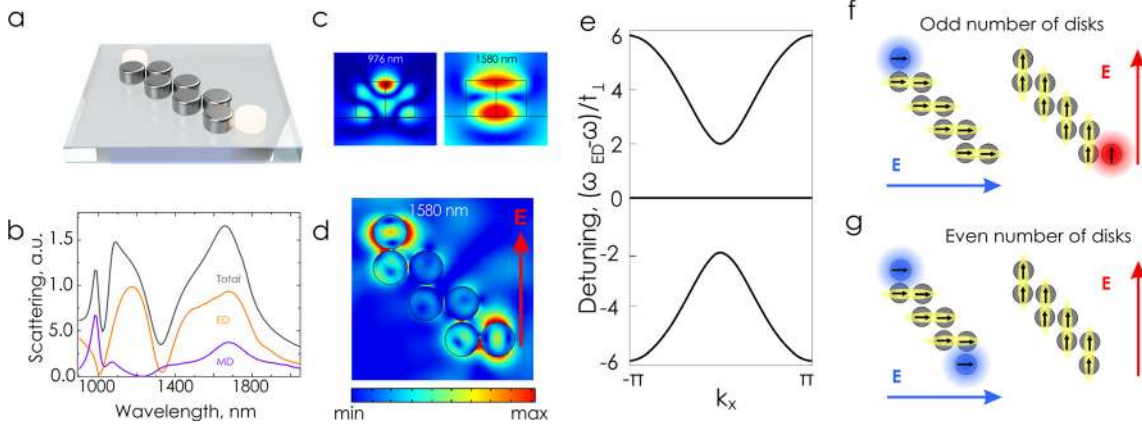 a
b
Scattering, a.u.
1.5
1.0
5.0
0.0
Total
ED
MD
1000
1400
1800
Wavelength, nm
c
976 nm
1580 nm
d
1580 nm
E
min
max
e
Detuning, (ω_ED-ω)/t_⊥
6
4
2
0
-2
-4
-6
-π
π
k_x
f
Odd number of disks
E
E
g
Even number of disks
E
E